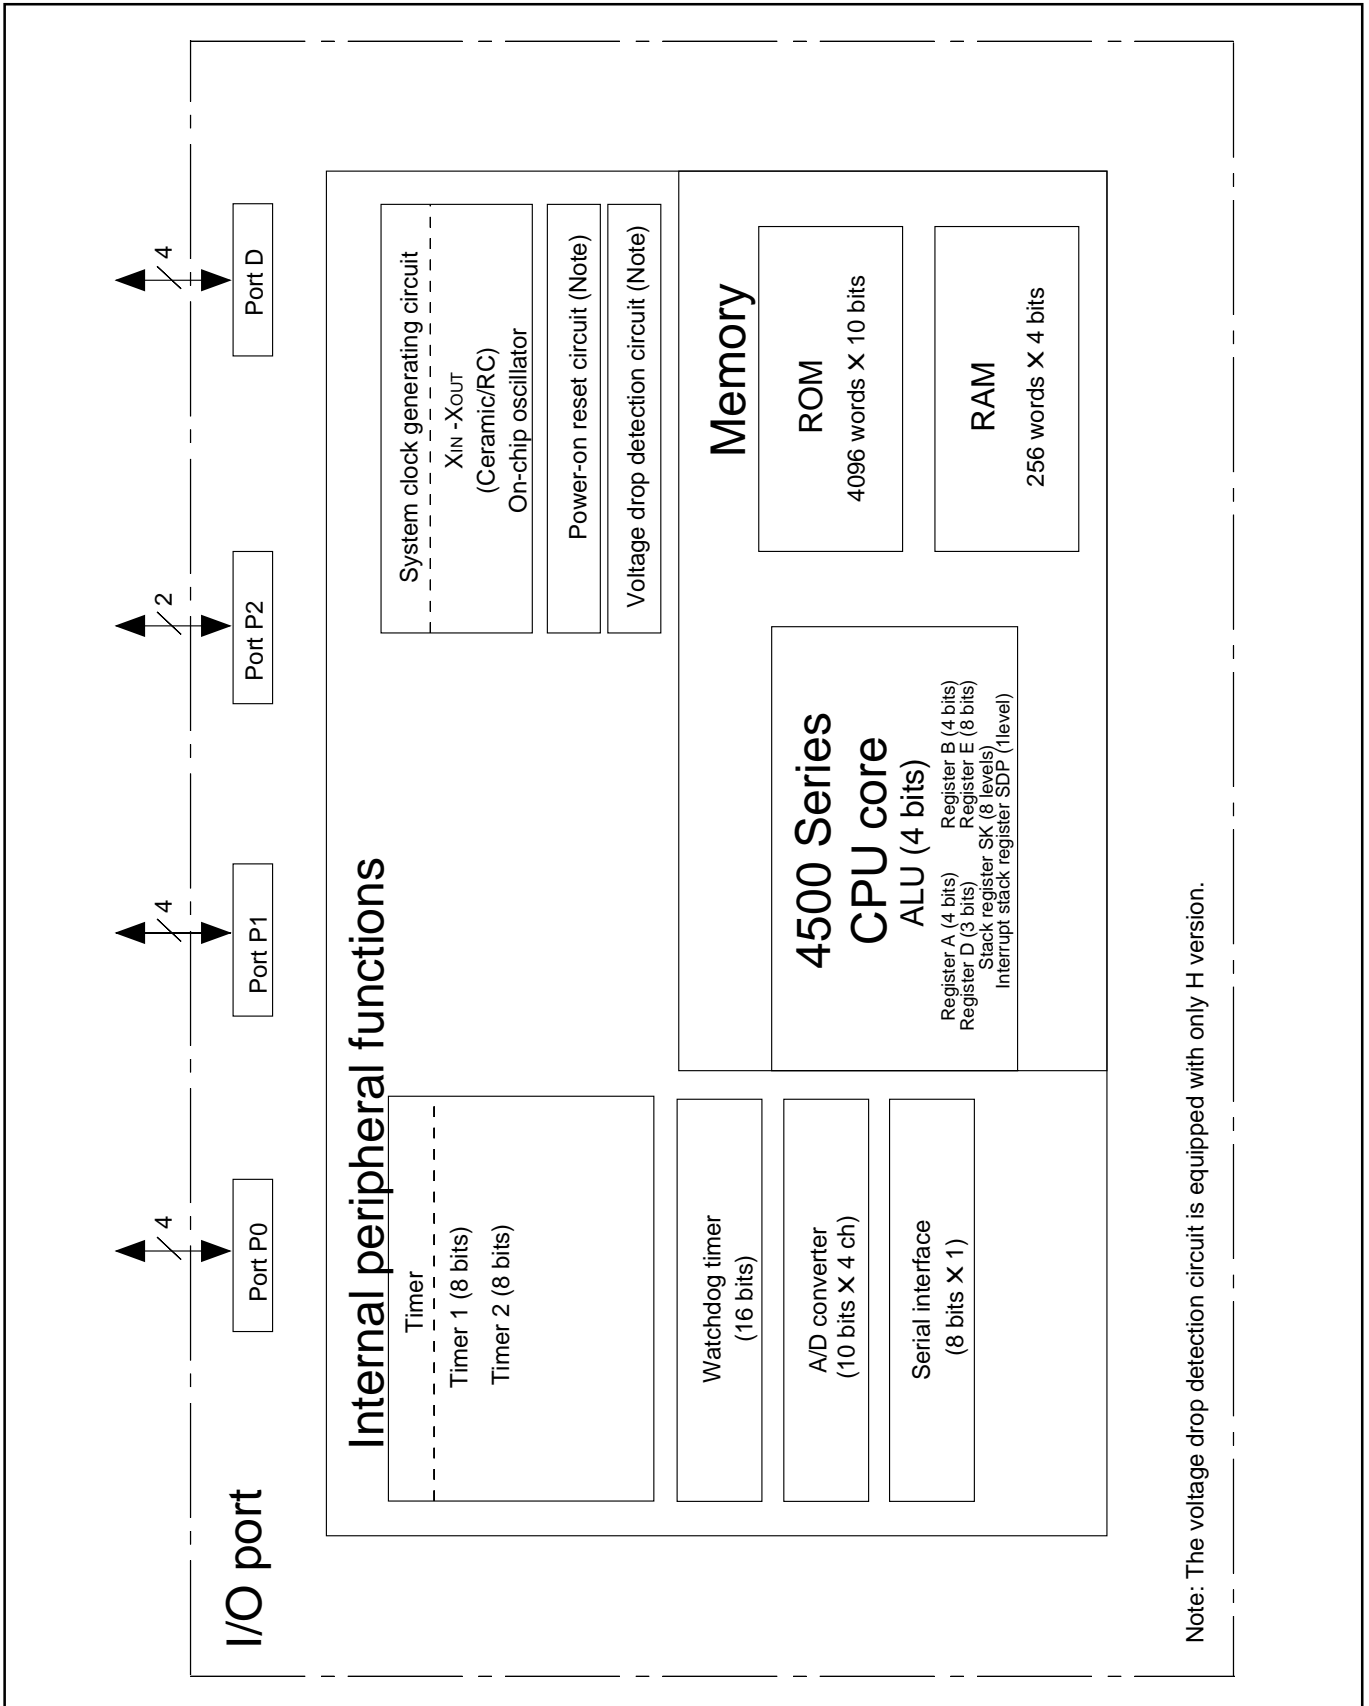 I/O port
4
4
2
4
Port P0
Port P1
Port P2
Port D
Internal peripheral functions
Timer
Timer 1 (8 bits)
Timer 2 (8 bits)
Watchdog timer
(16 bits)
A/D converter
(10 bits ✕ 4 ch)
Serial interface
(8 bits ✕ 1)
System clock generating circuit
XIN -XOUT
(Ceramic/RC)
On-chip oscillator
Power-on reset circuit (Note)
Voltage drop detection circuit (Note)
4500 Series
CPU core
ALU (4 bits)
Register A (4 bits) Register B (4 bits)
Register D (3 bits) Register E (8 bits)
Stack register SK (8 levels)
Interrupt stack register SDP (1level)
Memory
ROM
4096 words ✕ 10 bits
RAM
256 words ✕ 4 bits
Note: The voltage drop detection circuit is equipped with only H version.